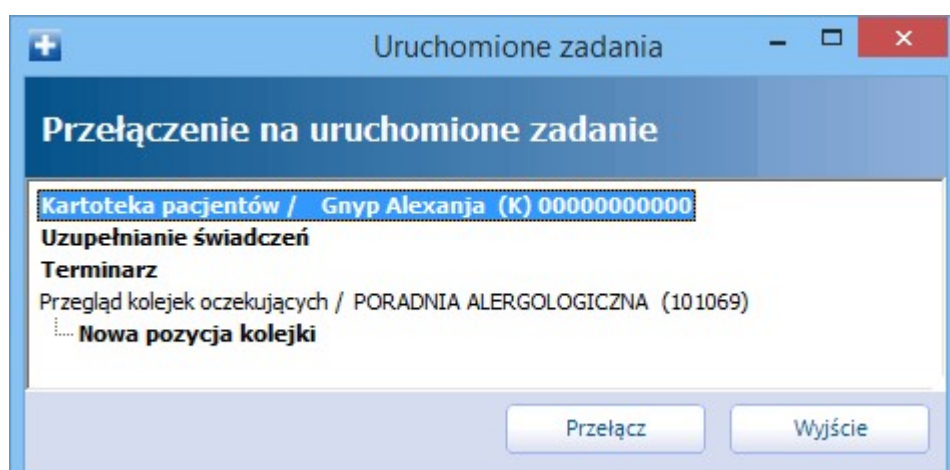 Uruchomione zadania
Przełączenie na uruchomione zadanie
Kartoteka pacjentów / Gnyp Alexanja (K) 00000000000
Uzupełnianie świadczeń
Terminarz
Przegląd kolejek oczekujących / PORADNIA ALERGOLOGICZNA (101069)
Nowa pozycja kolejki
Przełącz Wyjście